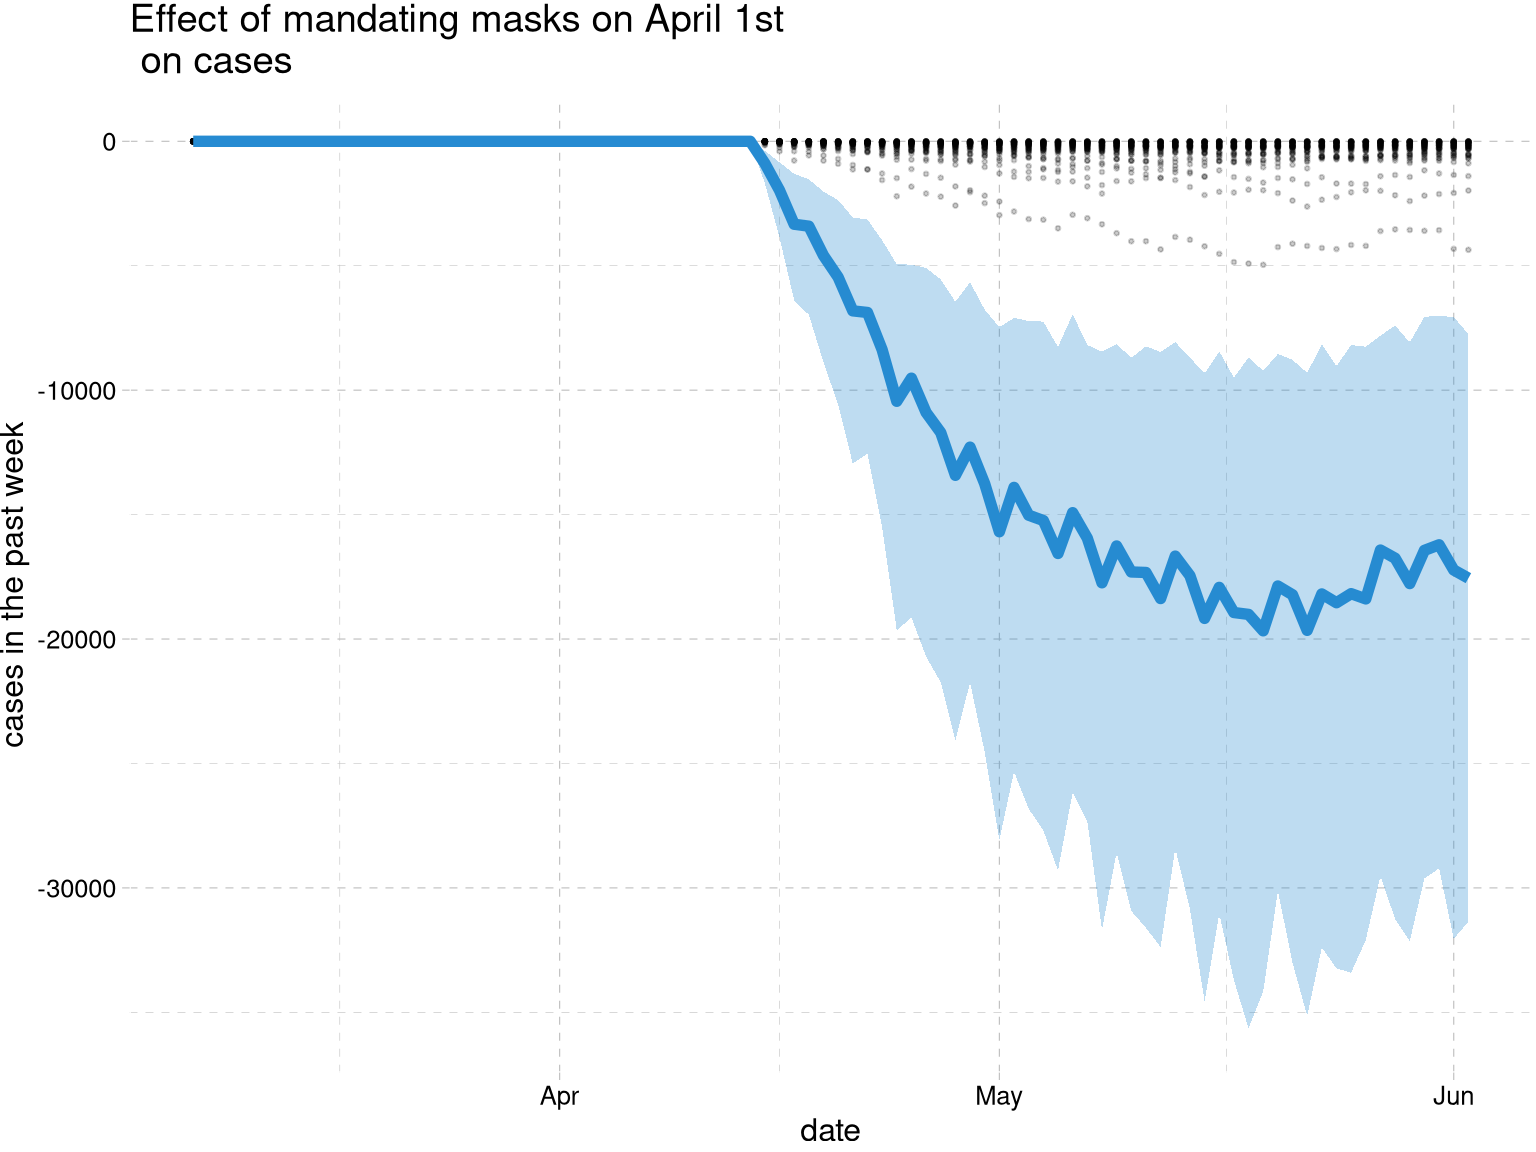 Effect of mandating masks on April 1st
on cases
0
-10000
-20000
-30000
cases in the past week
Apr
May
Jun
date